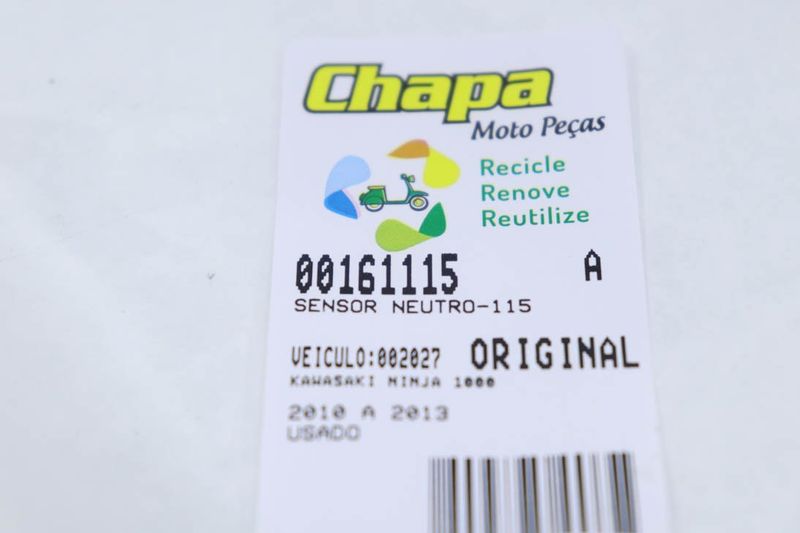 Chapa
Moto Peças
Recicle
Renove
Reutilize
00161115 A
SENSOR NEUTRO-115
VEICULO:002027 ORIGINAL
KAWASAKI NINJA 1000
2010 A 2013
USADO